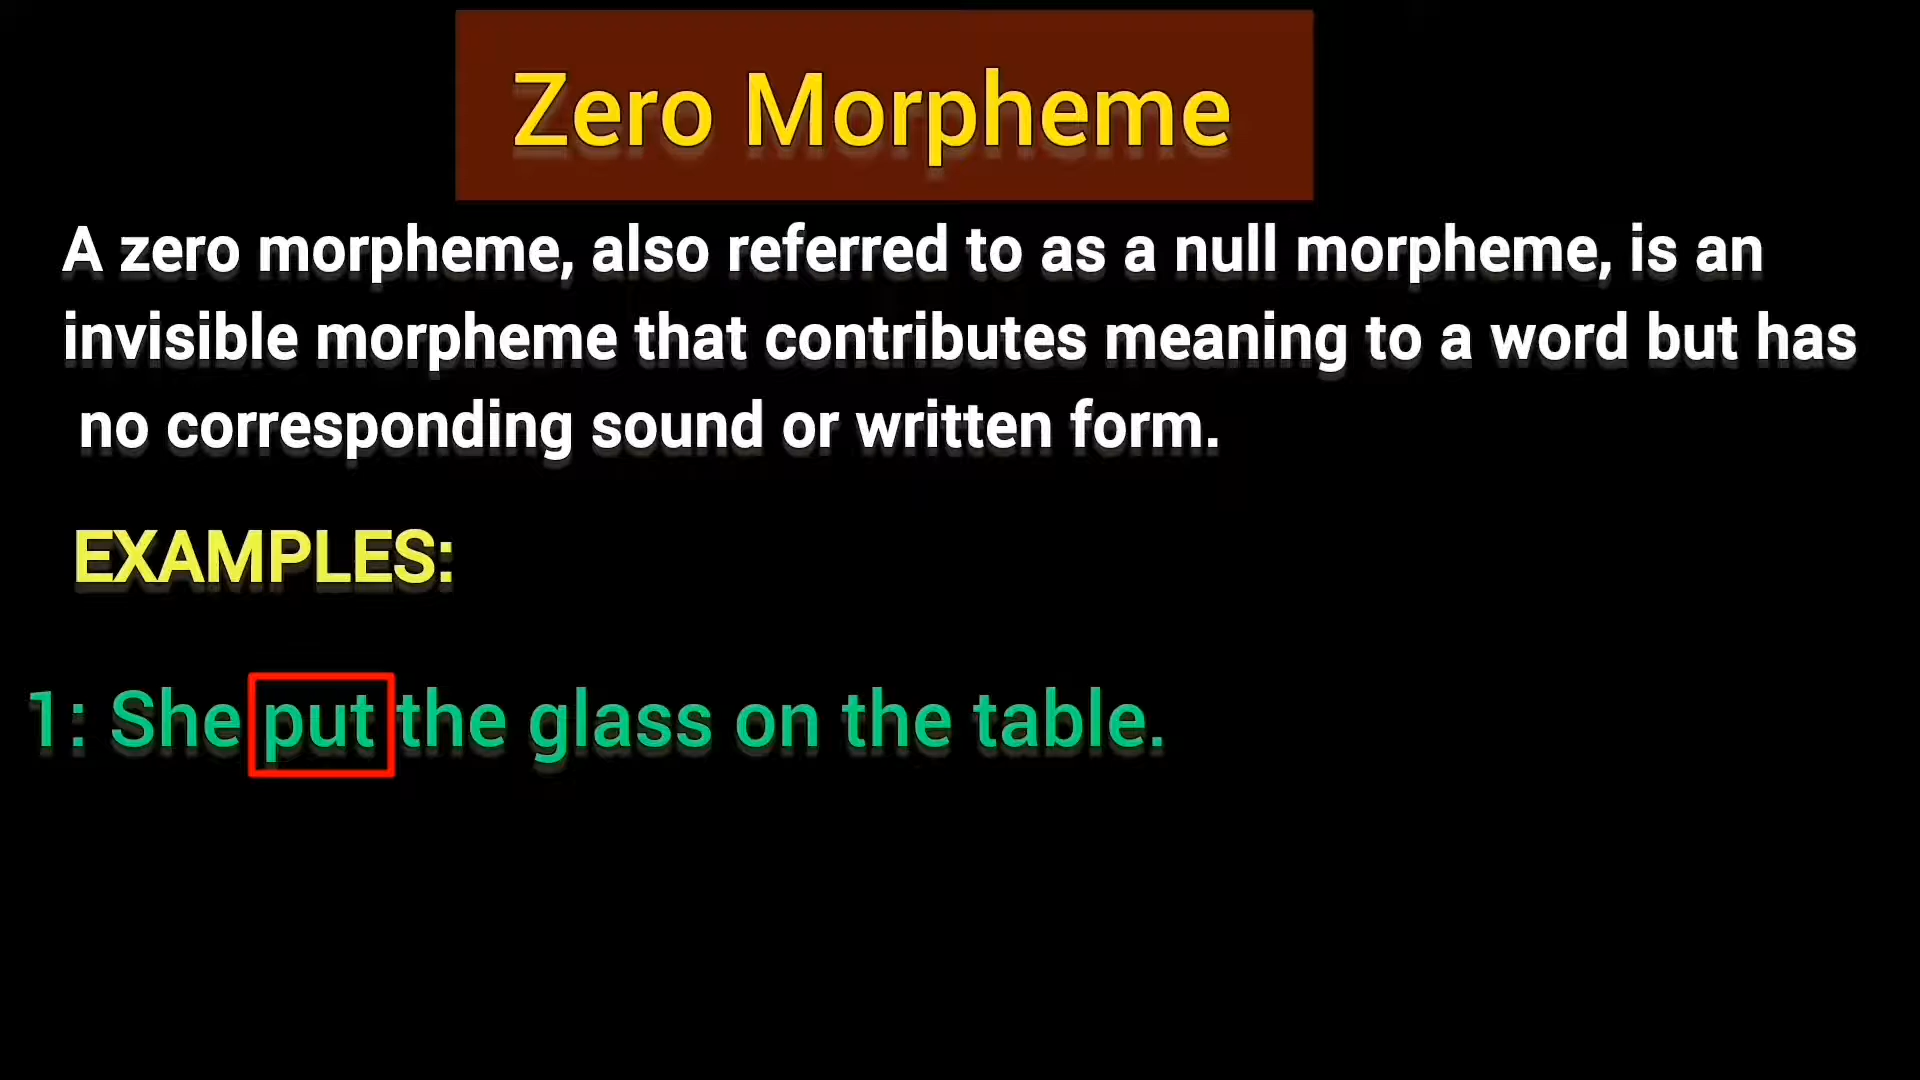 Zero Morpheme
A zero morpheme, also referred to as a null morpheme, is an
invisible morpheme that contributes meaning to a word but has
no corresponding sound or written form.
EXAMPLES:
1: She put the glass on the table.